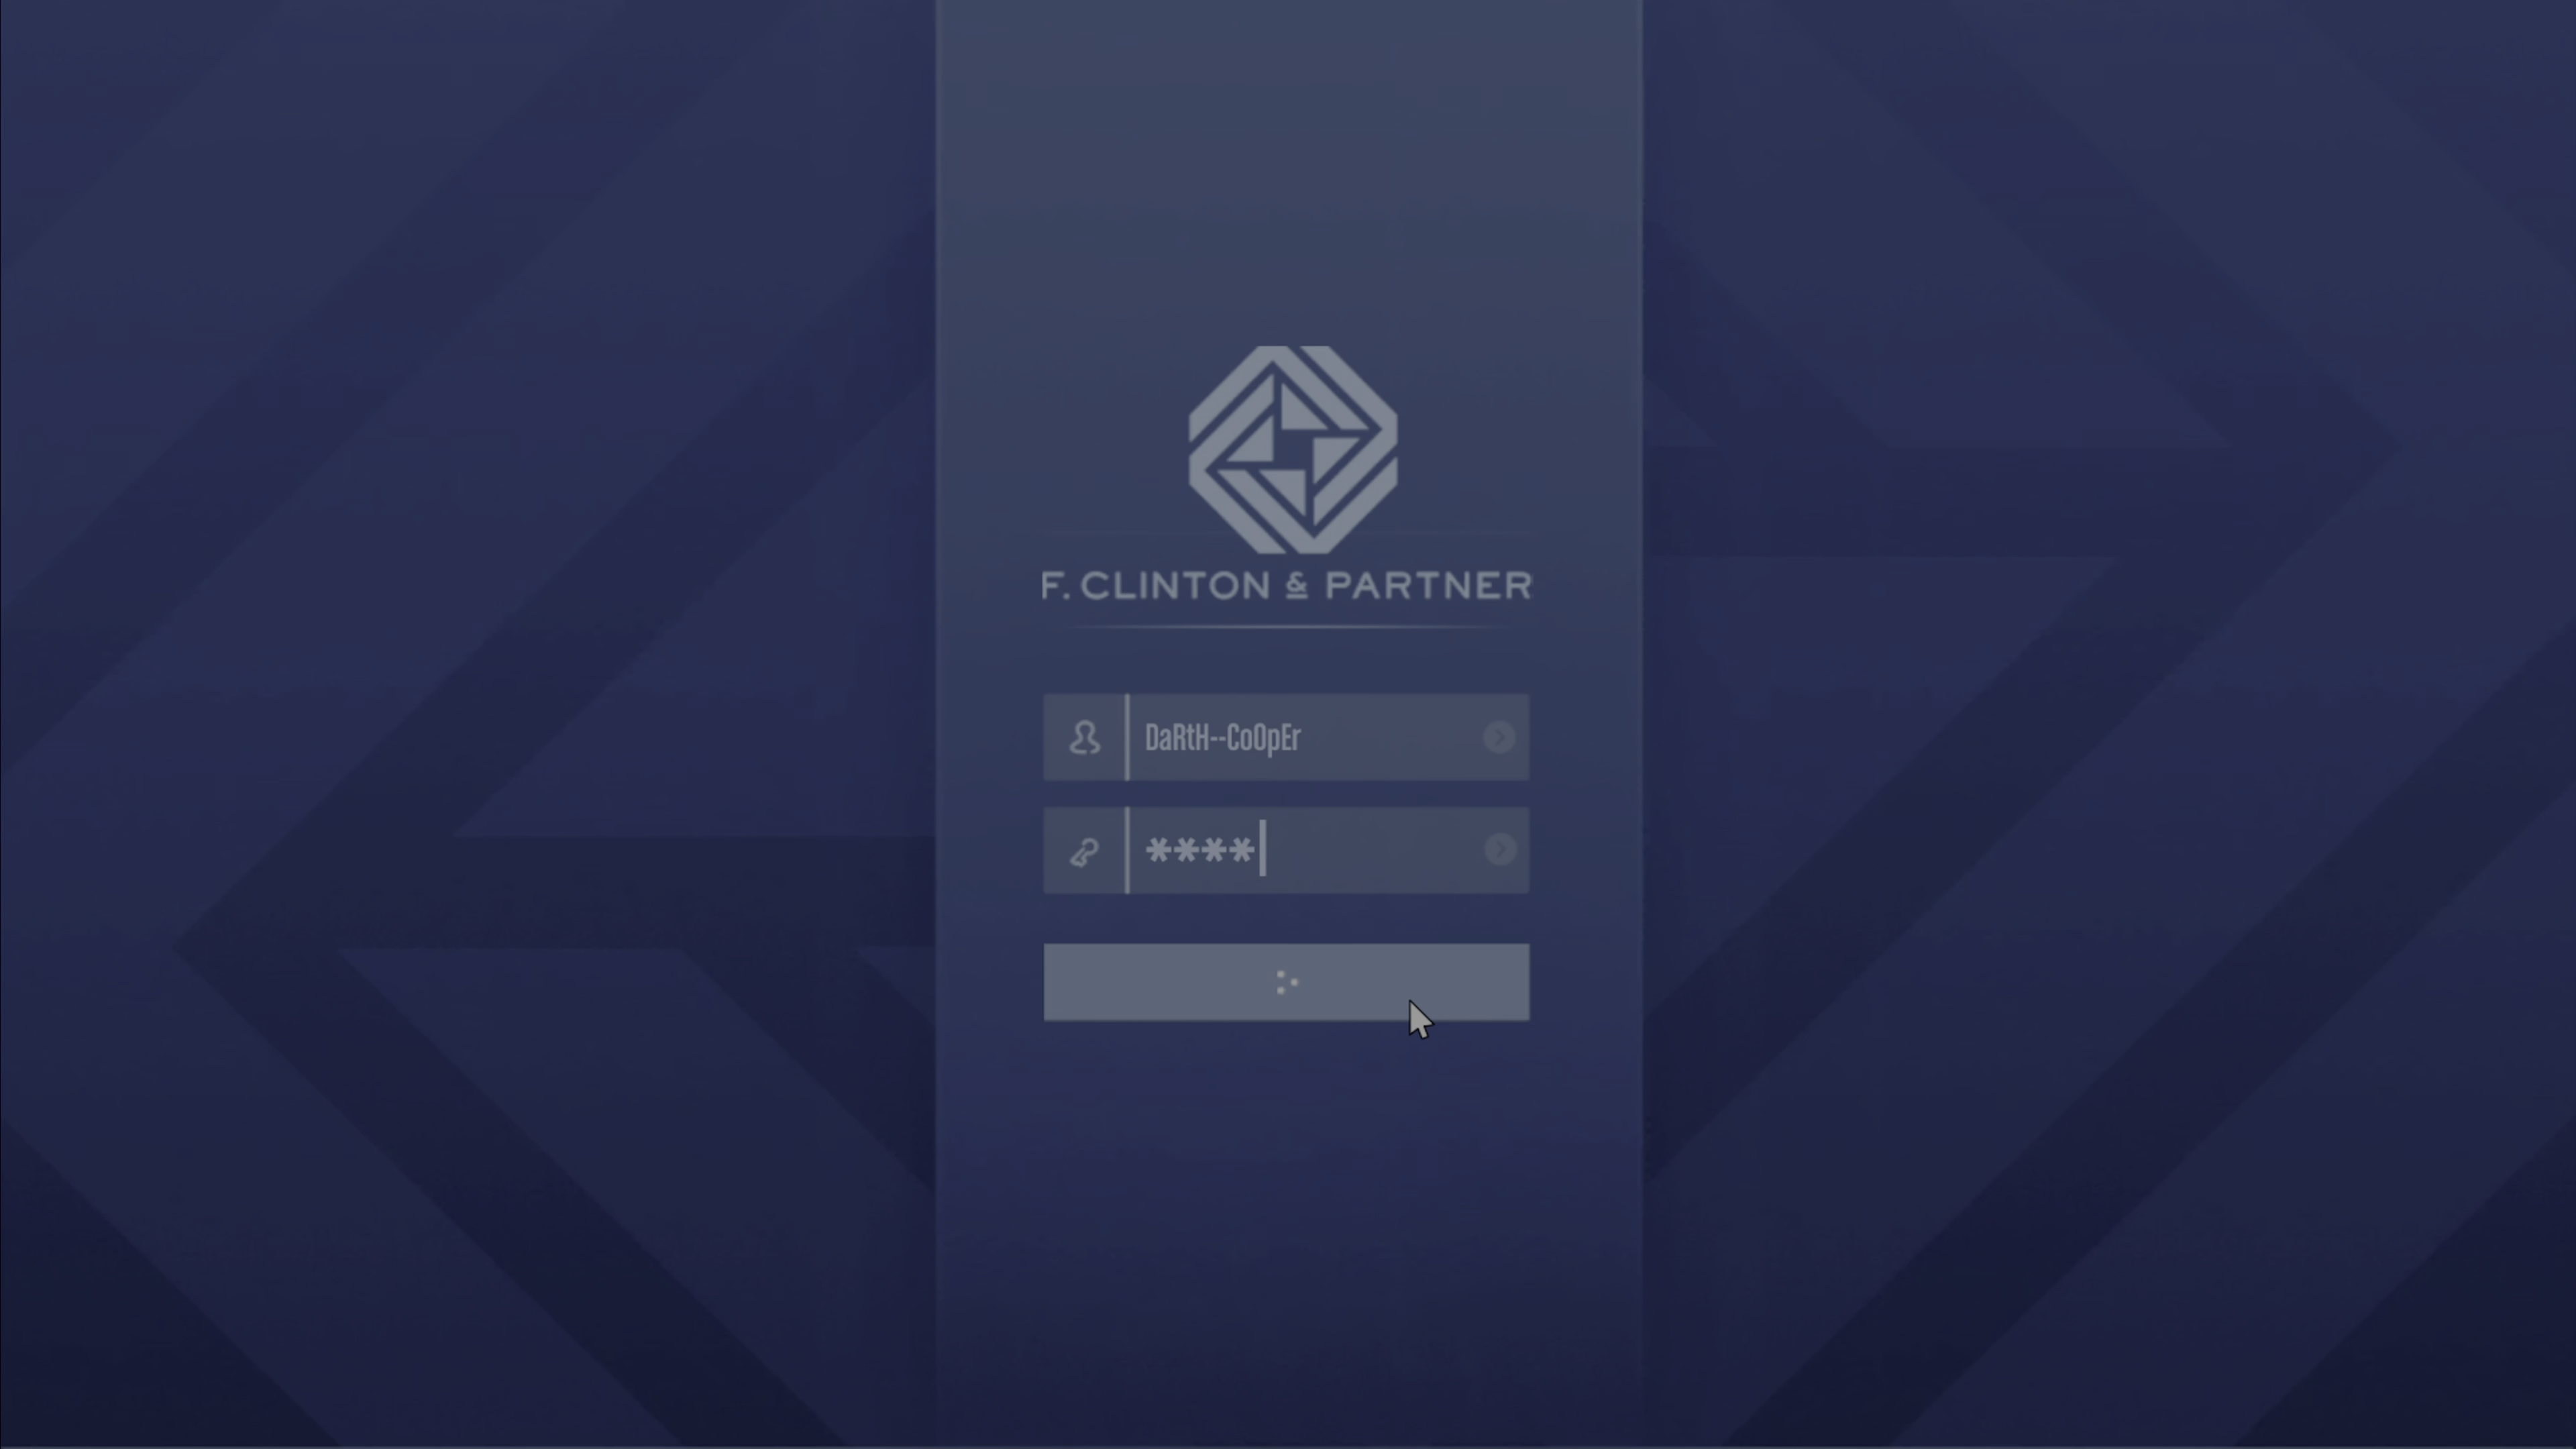 F. CLINTON & PARTNER
DaRtH--CoOpEr
****